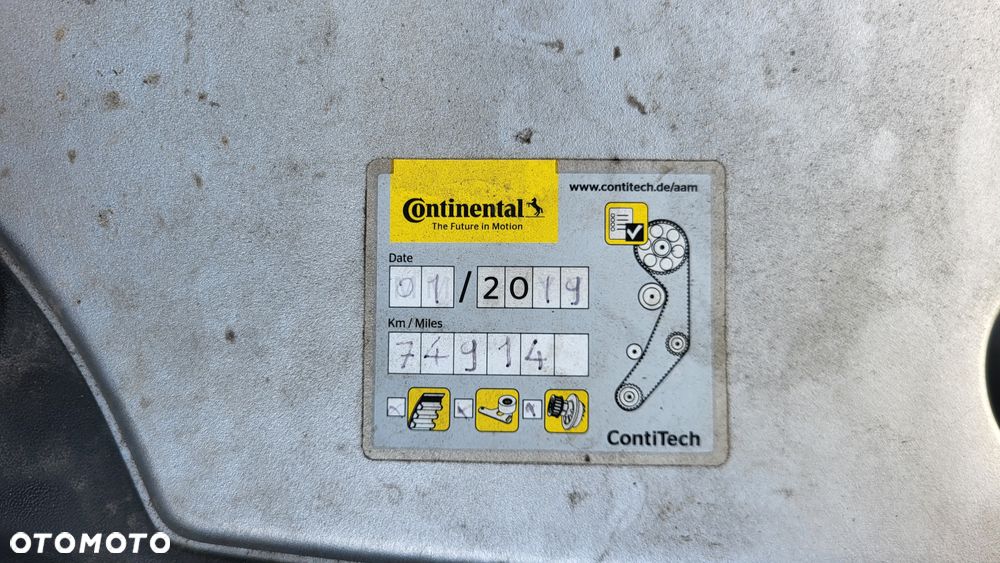 Continental
The Future in Motion
www.contitech.de/aam
Date
01/2019
Km / Miles
74914
ContiTech
OTOMOTO